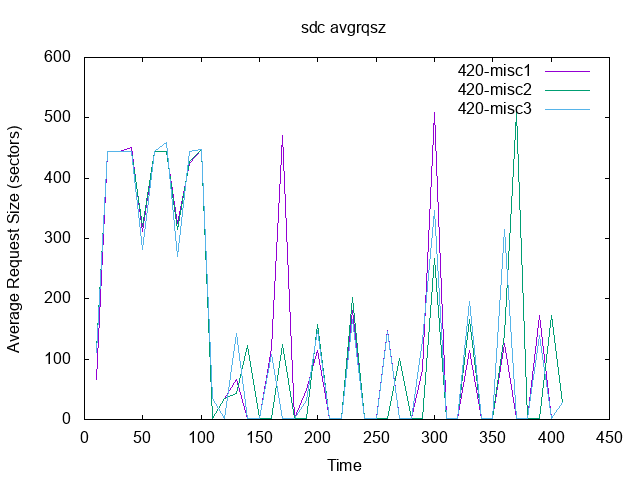 sdc avgrqsz
600
500
400
300
200
100
0
0 50 100 150 200 250 300 350 400 450
Average Request Size (sectors)
Time
420-misc1
420-misc2
420-misc3